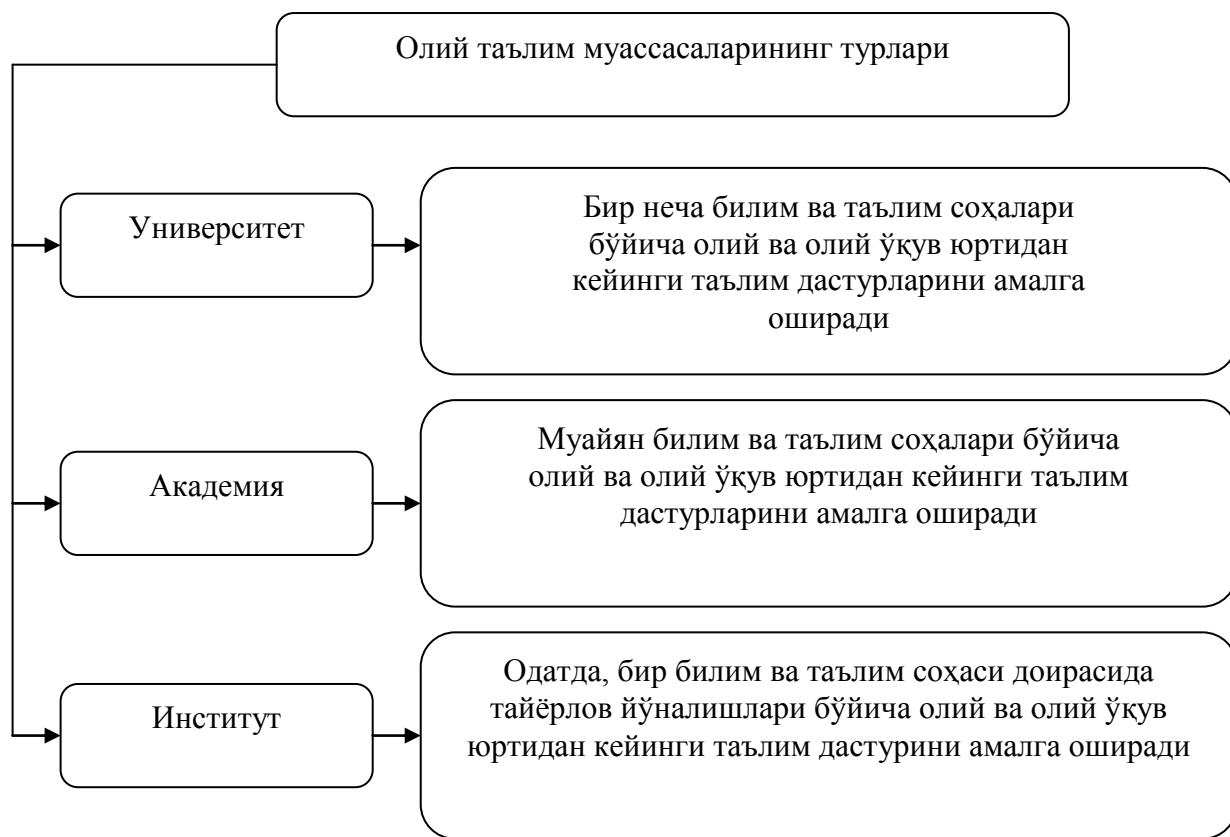 Олий таълим муассасаларининг турлари
Университет
Бир неча билим ва таълим соҳалари
бўйича олий ва олий ўқув юртидан
кейинги таълим дастурларини амалга
оширади
Академия
Муайян билим ва таълим соҳалари бўйича
олий ва олий ўқув юртидан кейинги таълим
дастурларини амалга оширади
Институт
Одатда, бир билим ва таълим соҳаси доирасида
тайёрлов йўналишлари бўйича олий ва олий ўқув
юртидан кейинги таълим дастурини амалга оширади